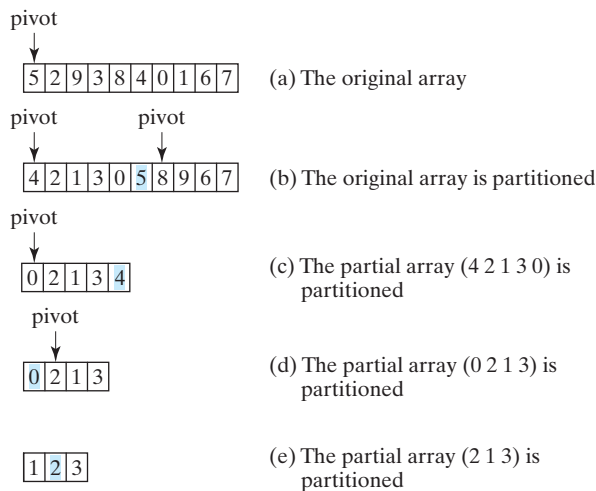 pivot
5 2 9 3 8 4 0 1 6 7 (a) The original array
pivot pivot
4 2 1 3 0 5 8 9 6 7 (b) The original array is partitioned
pivot
0 2 1 3 4 (c) The partial array (4 2 1 3 0) is
partitioned
pivot
0 2 1 3 (d) The partial array (0 2 1 3) is
partitioned
1 2 3 (e) The partial array (2 1 3) is
partitioned